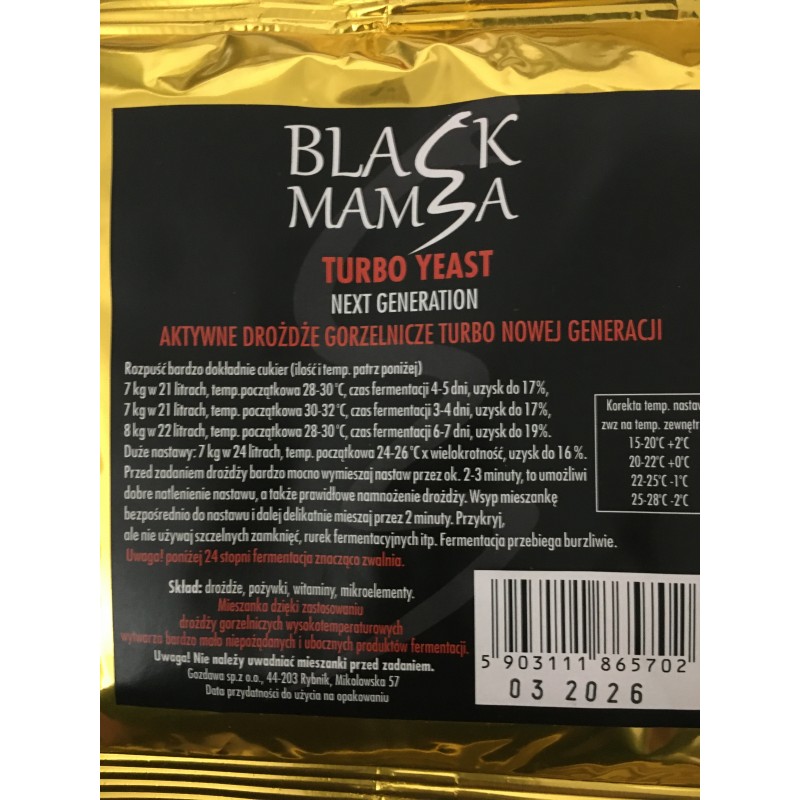 BLACK
MAMBA
TURBO YEAST
NEXT GENERATION
AKTYWNE DROŻDŻE GORZELNICZE TURBO NOWEJ GENERACJI
Rozpuść bardzo dokładnie cukier (ilość i temp. patrz poniżej)
7 kg w 21 litrach, temp. początkowa 28-30°C, czas fermentacji 4-5 dni, uzysk do 17%,
7 kg w 21 litrach, temp. początkowa 30-32°C, czas fermentacji 3-4 dni, uzysk do 17%,
8 kg w 22 litrach, temp. początkowa 28-30°C, czas fermentacji 6-7 dni, uzysk do 19%.
Duże nastawy: 7 kg w 24 litrach, temp. początkowa 24-26°C x wielokrotność, uzysk do 16 %.
Przed zadaniem drożdży bardzo mocno wymieszaj nastaw przez ok. 2-3 minuty, to umożliwi
dobre natlenienie nastawu, a także prawidłowe namnożenie drożdży. Wsyp mieszankę
bezpośrednio do nastawu i dalej delikatnie mieszaj przez 2 minuty. Przykryj,
ale nie używaj szczelnych zamknięć, rurek fermentacyjnych itp. Fermentacja przebiega burzliwie.
Uwaga! poniżej 24 stopni fermentacja znacząco zwalnia.
Korekta temp. nastaw
zwz na temp. zewnętr
15-20°C +2°C
20-22°C +0°C
22-25°C -1°C
25-28°C -2°C
Skład: drożdże, pożywki, witaminy, mikroelementy.
Mieszanka dzięki zastosowaniu
drożdży gorzelniczych wysokotemperaturowych
wytwarza bardzo mało niepożądanych i ubocznych produktów fermentacji.
Uwaga! Nie należy uwadniać mieszanki przed zadaniem.
Gozdawa sp.z o.o., 44-203 Rybnik, Mikołowska 57
Data przydatności do użycia na opakowaniu
5 903111 865702
03 2026